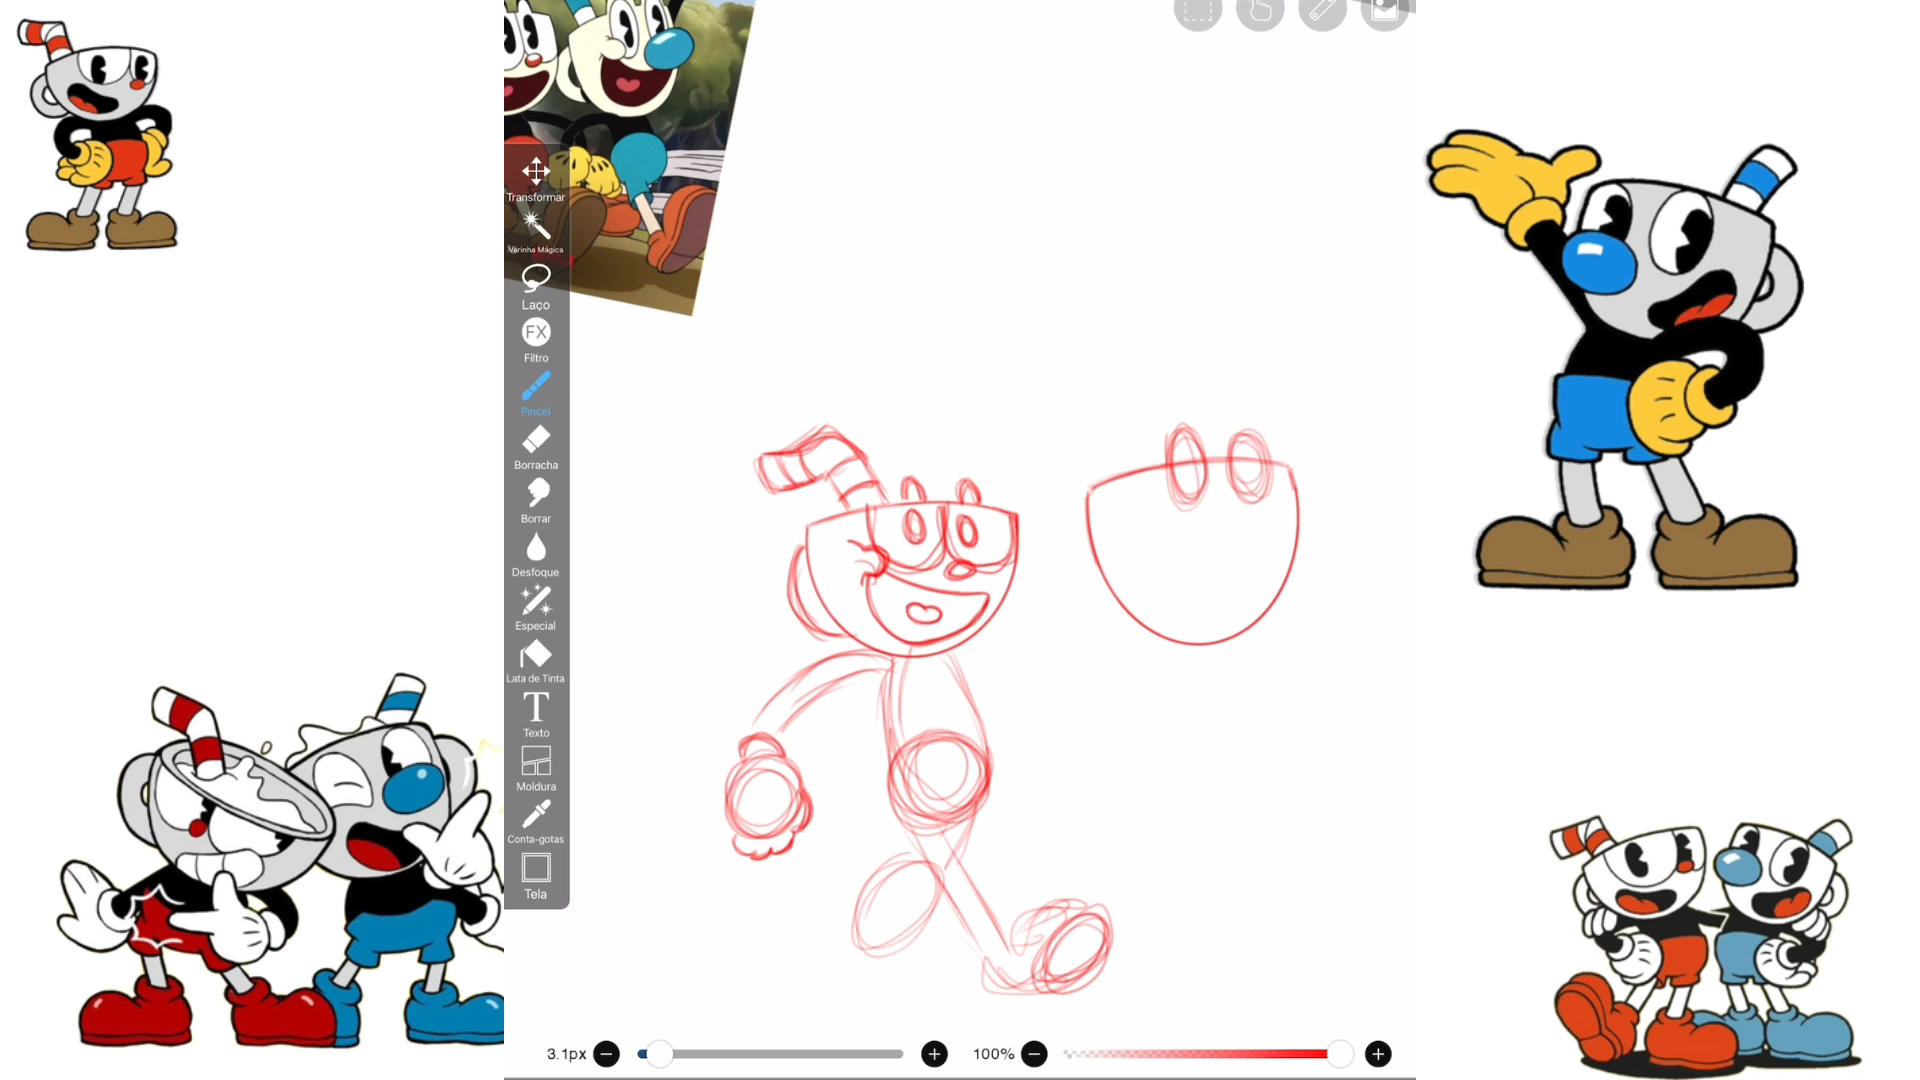 Transformar
Varinha Mágica
Laço
FX
Filtro
Pincel
Borracha
Borrar
Desfoque
Especial
Lata de Tinta
T
Texto
Moldura
Conta-gotas
Tela
3.1px
100%